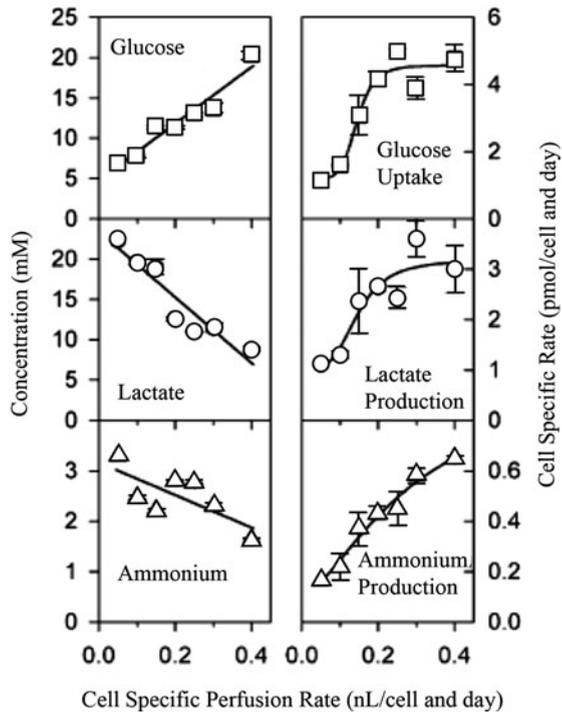 25
20
15
10
5
0
Glucose
6
4
2
0
Glucose
Uptake
20
15
10
5
0
Lactate
3
2
1
0
Lactate
Production
3
2
1
0
Ammonium
0.6
0.4
0.2
0.0
Ammonium
Production
0.0 0.2 0.4
0.0 0.2 0.4
Concentration (mM)
Cell Specific Rate (pmol/cell and day)
Cell Specific Perfusion Rate (nL/cell and day)